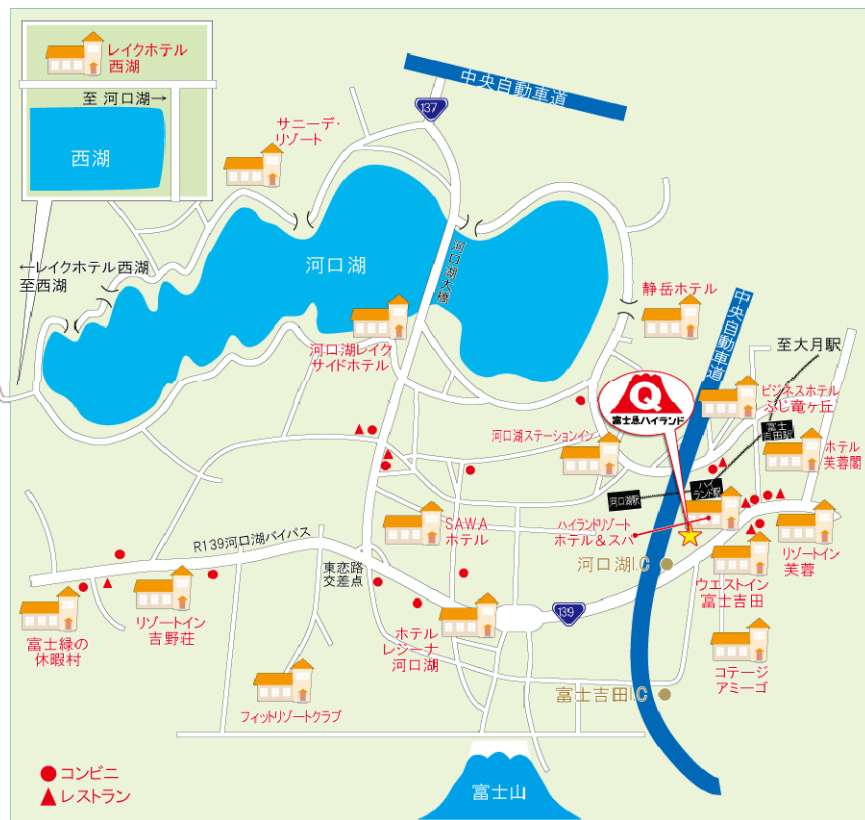 レイクホテル
西湖
至 河口湖→
西湖
中央自動車道
137
サニーデ・
リゾート
河口湖
河口湖大橋
←レイクホテル西湖
至西湖
静岳ホテル
中央自動車道
至大月駅
河口湖レイク
サイドホテル
Q
富士急ハイランド
ビジネスホテル
ふじ竜ヶ丘
富士
吉田駅
ホテル
芙蓉閣
河口湖ステーションイン
河口湖駅
ハイ
ランド駅
SAWA
ホテル
ハイランドリゾート
ホテル&スパ
R139河口湖バイパス
東恋路
交差点
河口湖I.C
リゾートイン
芙蓉
ウエストイン
富士吉田
139
リゾートイン
吉野荘
富士緑の
休暇村
ホテル
レジーナ
河口湖
コテージ
アミーゴ
フィットリゾートクラブ
富士吉田I.C
富士山
コンビニ
レストラン